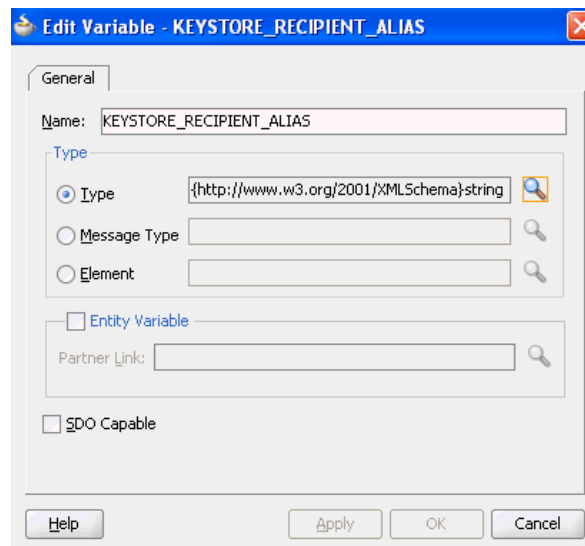 Edit Variable - KEYSTORE_RECIPIENT_ALIAS
General
Name: KEYSTORE_RECIPIENT_ALIAS
Type
Type {http://www.w3.org/2001/XMLSchema}string
Message Type
Element
Entity Variable
Partner Link:
SDO Capable
Help Apply OK Cancel